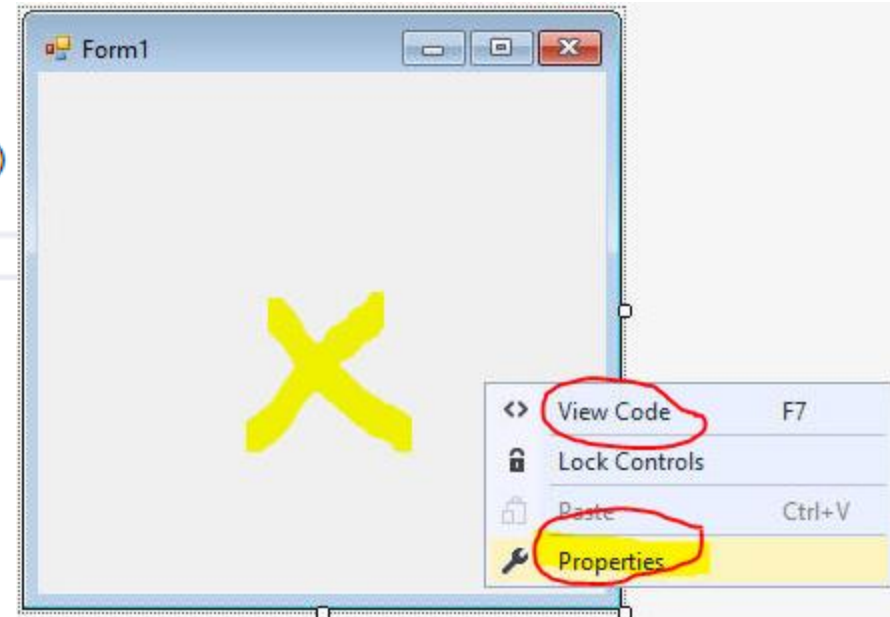 Form1
View Code F7
Lock Controls
Paste Ctrl+V
Properties